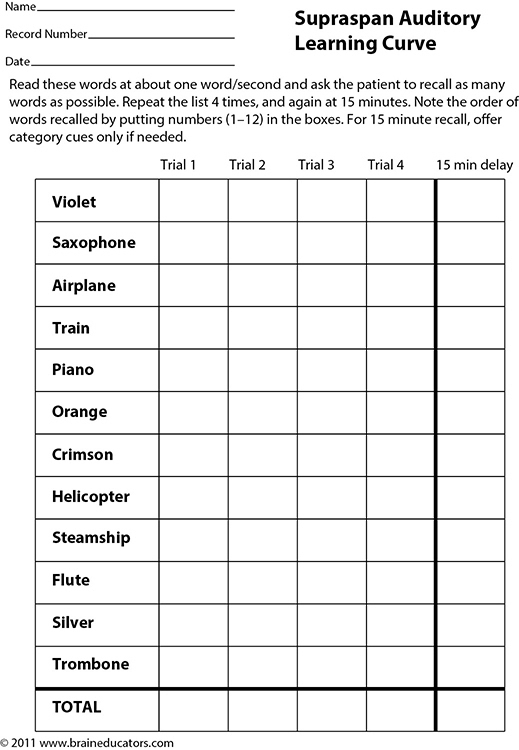 Name
Supraspan Auditory
Learning Curve
Record Number
Date
Read these words at about one word/second and ask the patient to recall as many
words as possible. Repeat the list 4 times, and again at 15 minutes. Note the order of
words recalled by putting numbers (1–12) in the boxes. For 15 minute recall, offer
category cues only if needed.
Trial 1 Trial 2 Trial 3 Trial 4 15 min delay
Violet
Saxophone
Airplane
Train
Piano
Orange
Crimson
Helicopter
Steamship
Flute
Silver
Trombone
TOTAL
© 2011 www.braineducators.com